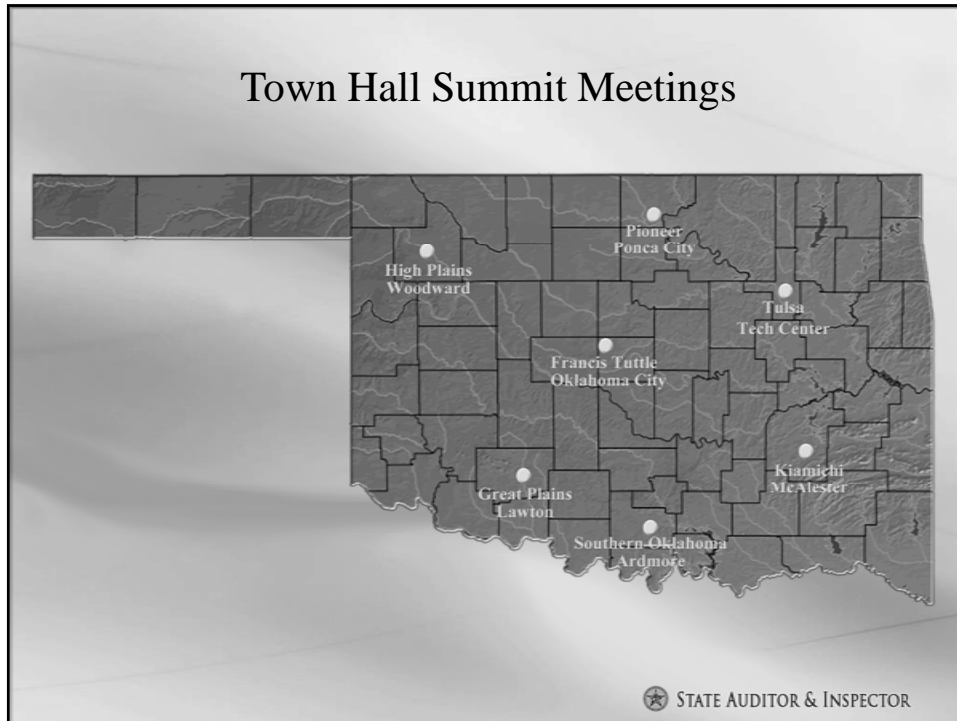 Town Hall Summit Meetings
Pioneer
Ponca City
High Plains
Woodward
Tulsa
Tech Center
Francis Tuttle
Oklahoma City
Kiamichi
McAlester
Great Plains
Lawton
Southern Oklahoma
Ardmore
STATE AUDITOR & INSPECTOR